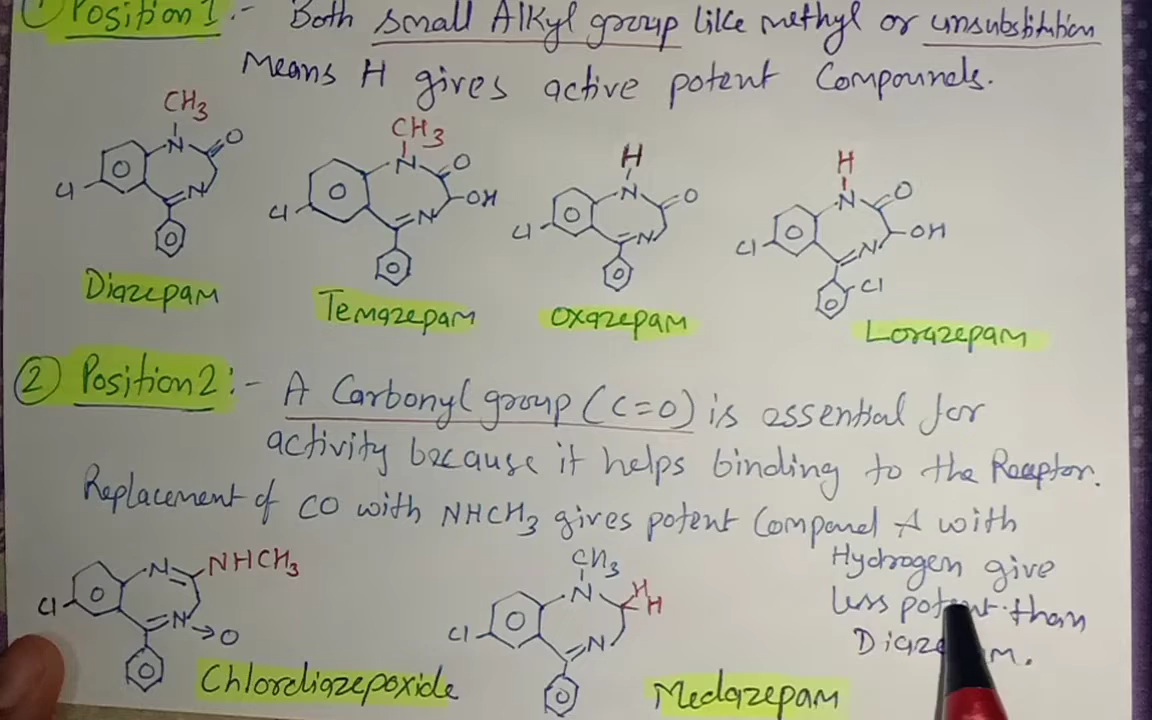 ① Position 1 :- Both small Alkyl group like methyl or unsubstitution
Means H gives active potent Compounds.
CH3
N
O
N
Cl
Diazepam
CH3
N
O
OH
N
Cl
Temazepam
H
N
O
N
Cl
Oxazepam
H
N
O
OH
N
Cl
Cl
Lorazepam
② Position 2 :- A Carbonyl group (C=O) is essential for
activity because it helps binding to the Receptor.
Replacement of CO with NHCH3 gives potent Compound & with
Hydrogen give
less potent than
N
NHCH3
N→O
Cl
Chlordiazepoxide
CH3
N
H
H
N
Cl
Medazepam